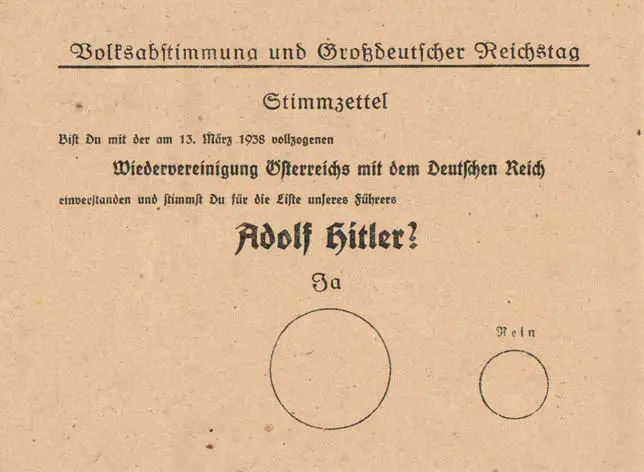 Volksabstimmung und Großdeutscher Reichstag
Stimmzettel
Bist Du mit der am 13. März 1938 vollzogenen
Wiedervereinigung Österreichs mit dem Deutschen Reich
einverstanden und stimmst Du für die Liste unseres Führers
Adolf Hitler?
Ja
Nein